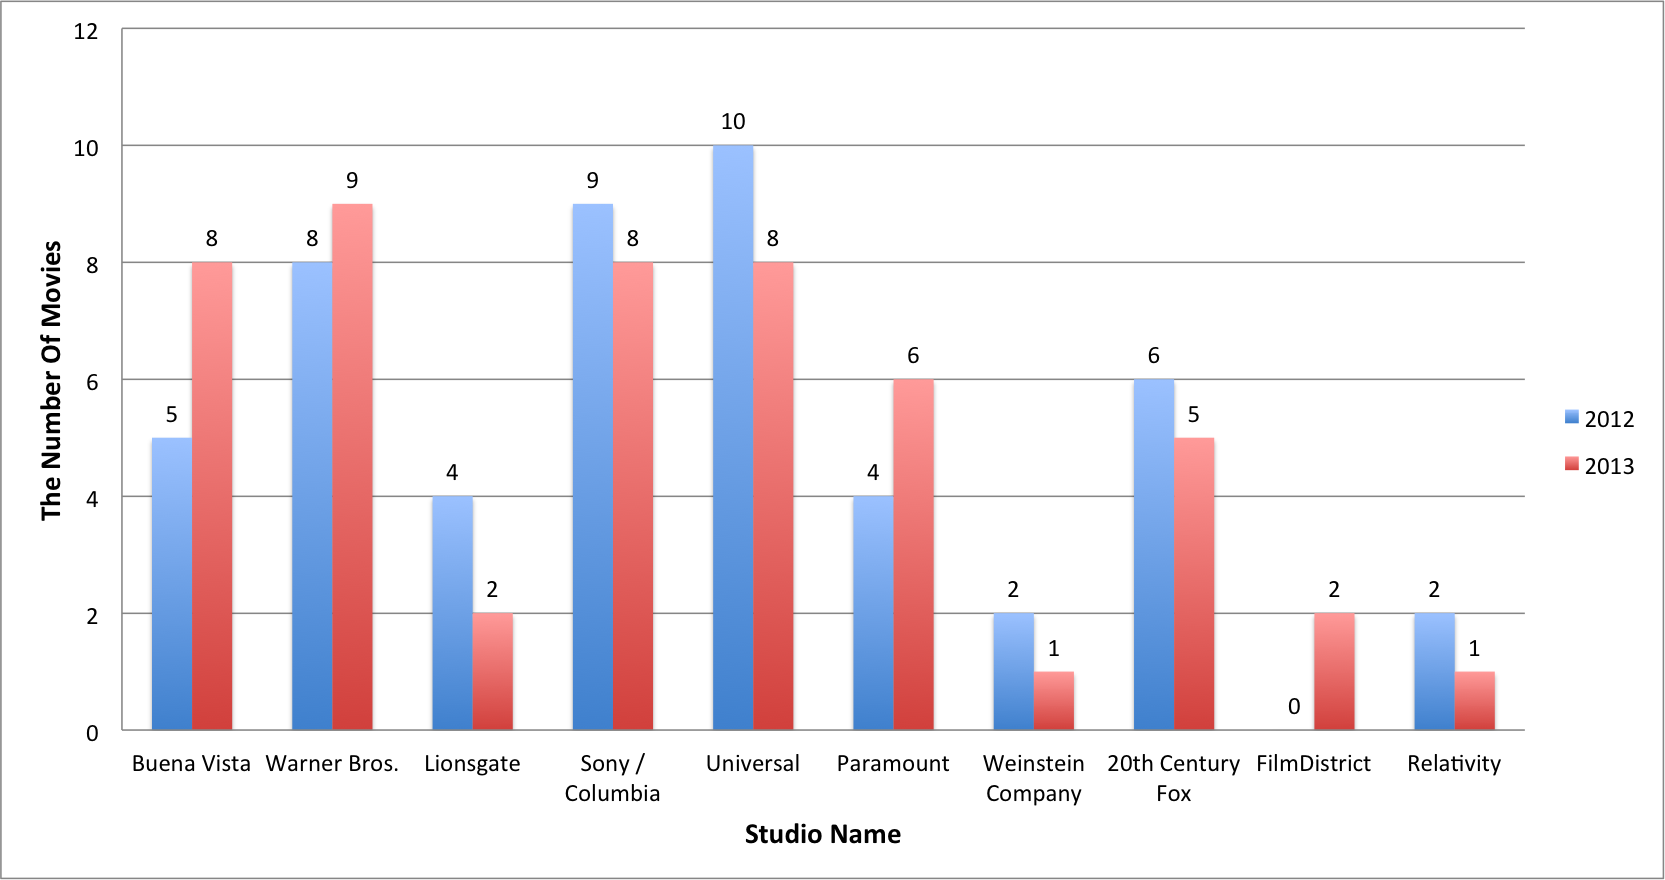 The Number Of Movies
12
10
8
6
4
2
0
5
8
8
9
4
2
9
8
10
8
4
6
2
1
6
5
0
2
2
1
Buena Vista
Warner Bros.
Lionsgate
Sony /
Columbia
Universal
Paramount
Weinstein
Company
20th Century
Fox
FilmDistrict
Relativity
Studio Name
2012
2013